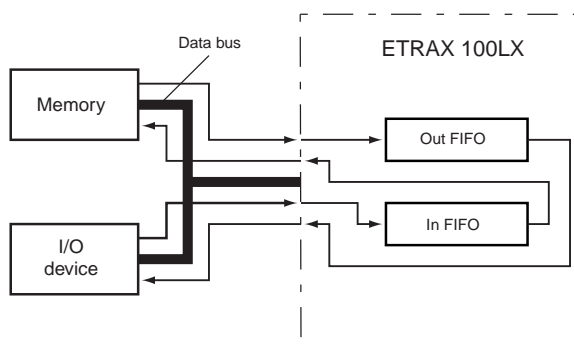 Data bus
ETRAX 100LX
Memory
Out FIFO
In FIFO
I/O
device